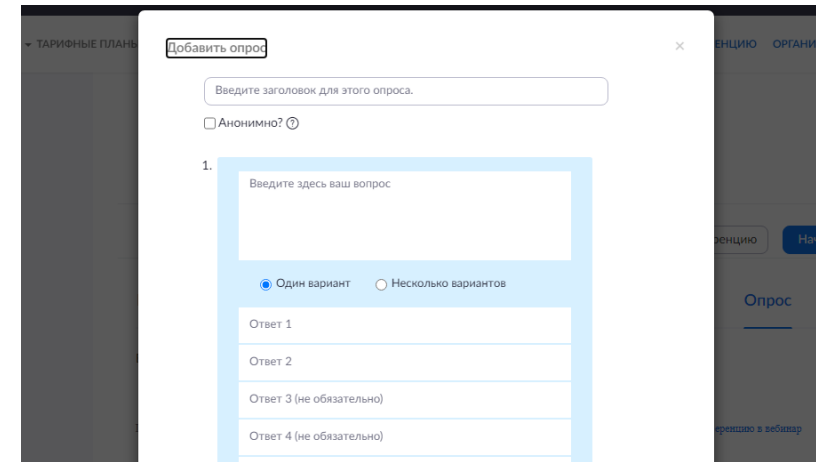 ТАРИФНЫЕ ПЛАНЫ
Добавить опрос
×
ЕНЦИЮ ОРГАНИ
Введите заголовок для этого опроса.
Анонимно? ?
1.
Введите здесь ваш вопрос
ренцию
Нач
Один вариант Несколько вариантов
Опрос
Ответ 1
Ответ 2
Ответ 3 (не обязательно)
Ответ 4 (не обязательно)
еренцию в вебинар